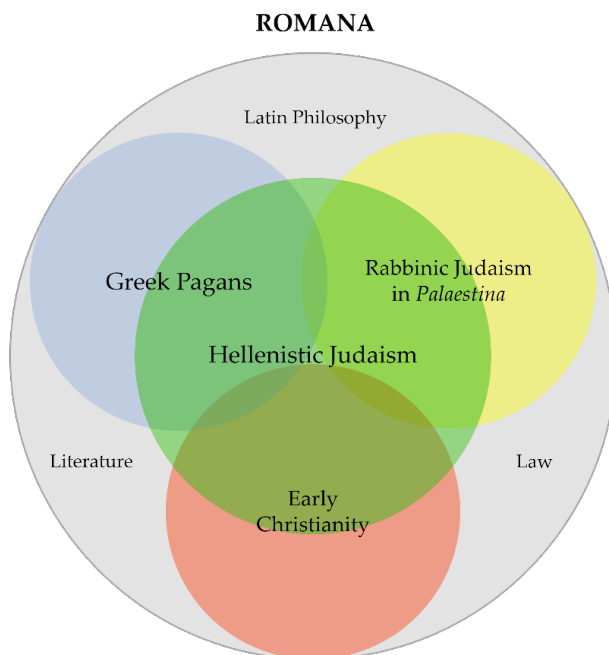 ROMANA
Latin Philosophy
Greek Pagans
Rabbinic Judaism
in Palaestina
Hellenistic Judaism
Literature
Law
Early
Christianity